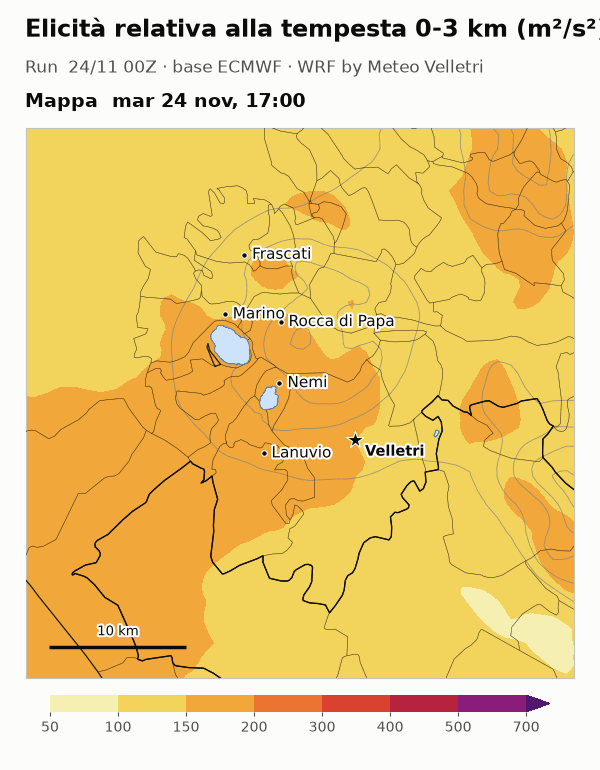 Elicità relativa alla tempesta 0-3 km (m²/s²)
Run  24/11 00Z · base ECMWF · WRF by Meteo Velletri
Mappa  mar 24 nov, 17:00
Frascati
Marino
Rocca di Papa
Nemi
Velletri
Lanuvio
10 km
50 100 150 200 300 400 500 700